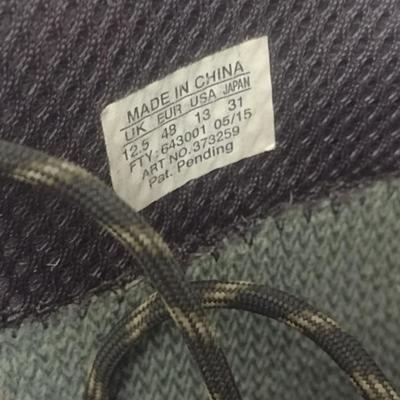 MADE IN CHINA
UK EUR USA JAPAN
12.5 48 13 31
FTY: 643001 05/15
ART NO. 373259
Pat. Pending